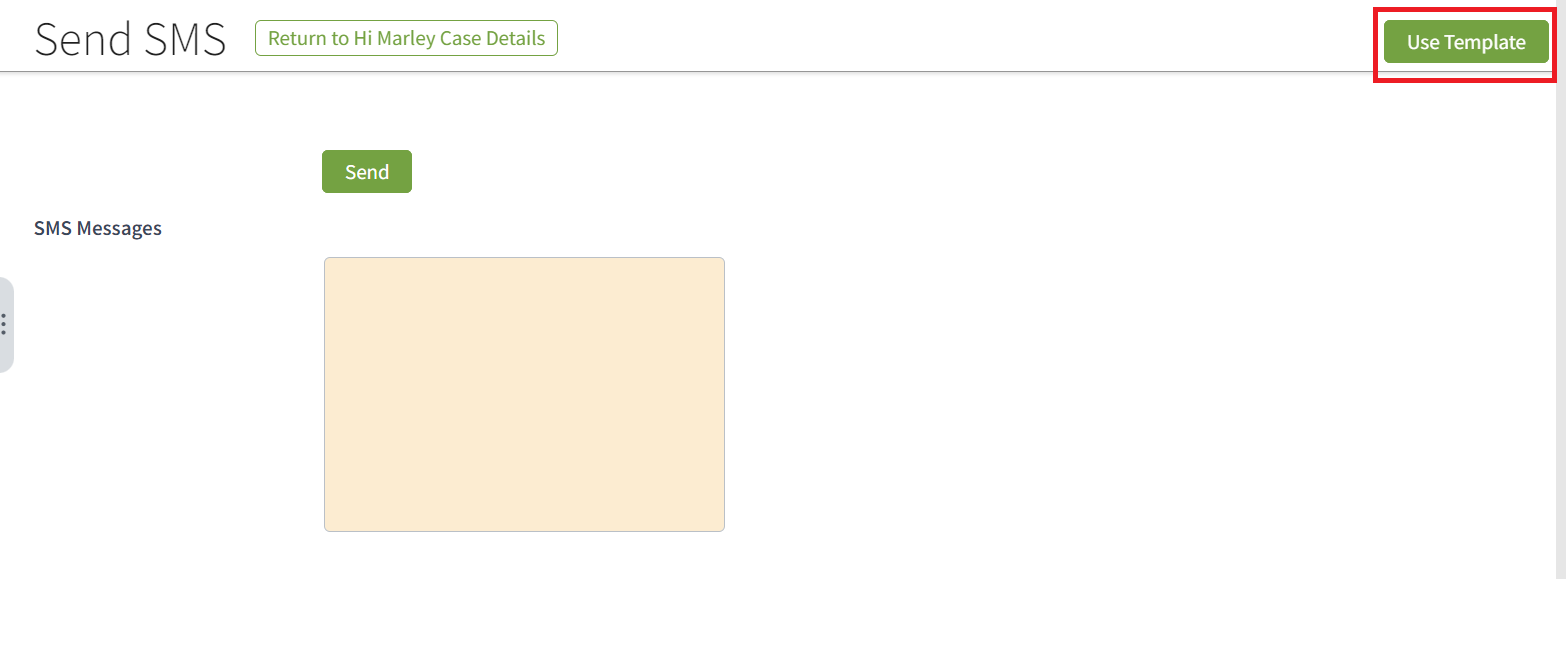 Send SMS
Return to Hi Marley Case Details
Use Template
Send
SMS Messages